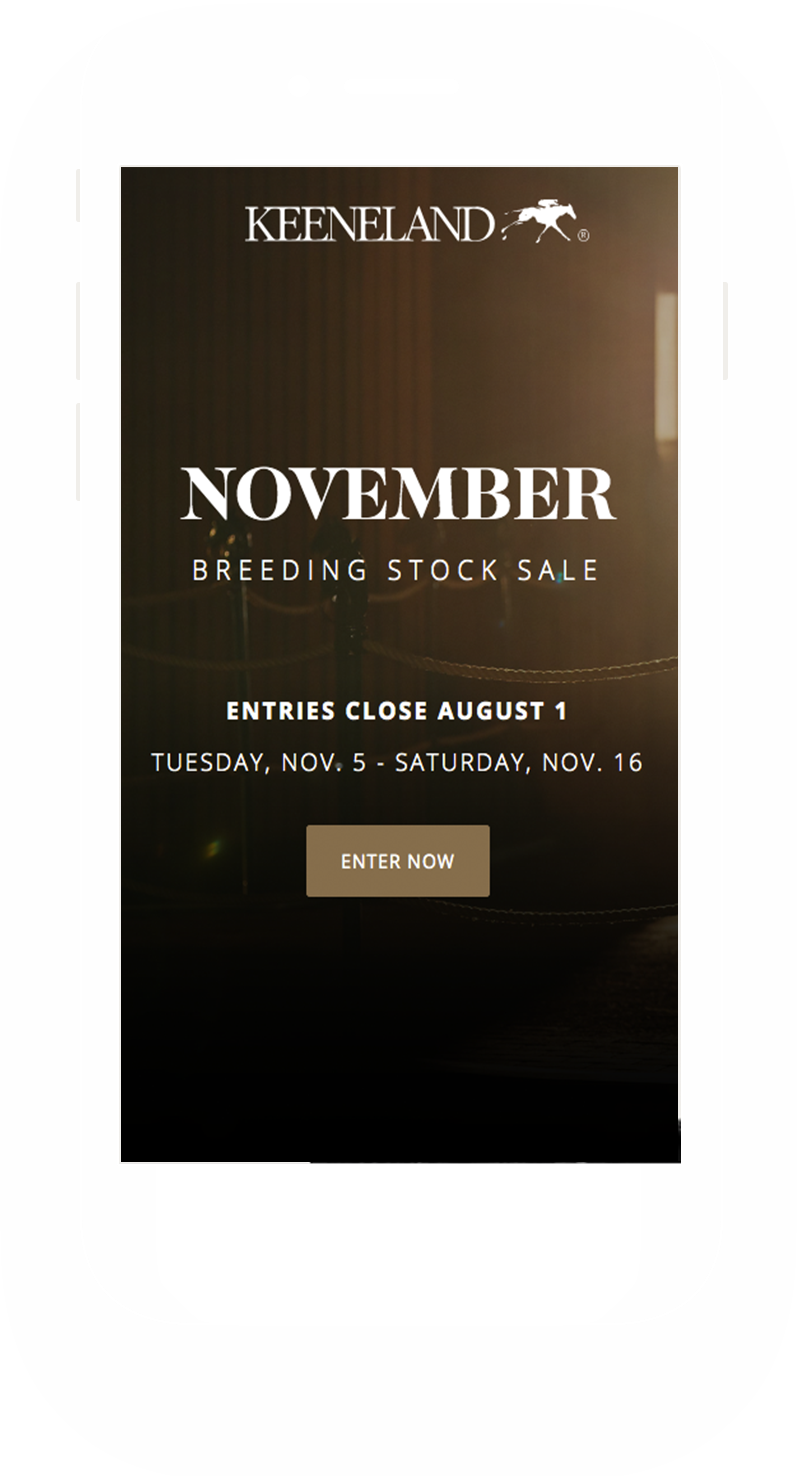 KEENELAND ®
NOVEMBER
BREEDING STOCK SALE
ENTRIES CLOSE AUGUST 1
TUESDAY, NOV. 5 - SATURDAY, NOV. 16
ENTER NOW